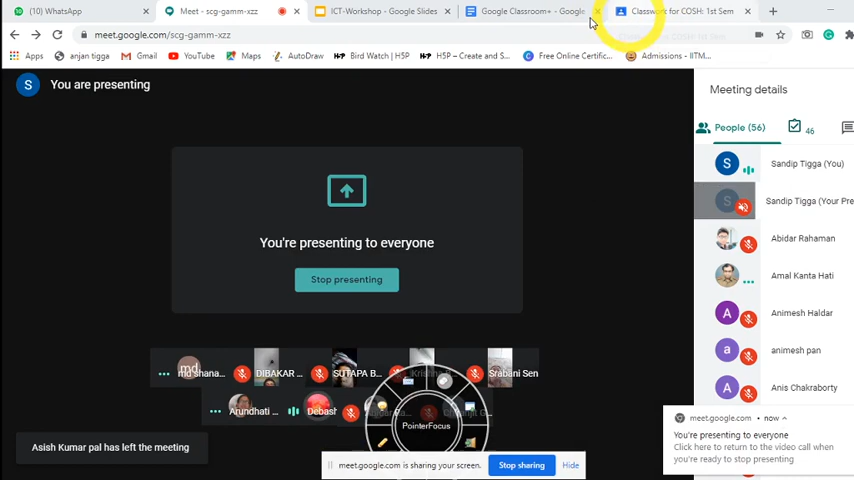 (10) WhatsApp
Meet - scg-gamm-xzz
ICT-Workshop - Google Slides
Google Classroom+ - Google
Classwork for COSH: 1st Sem
meet.google.com/scg-gamm-xzz
Apps
anjan tigga
Gmail
YouTube
Maps
AutoDraw
H5P
Bird Watch | H5P
H5P
H5P – Create and S...
Free Online Certific...
Admissions - IITM...
S
You are presenting
Meeting details
People (56)
46
S
Sandip Tigga (You)
S
Sandip Tigga (Your Pre
Abidar Rahaman
Amal Kanta Hati
A
Animesh Haldar
a
animesh pan
A
Anis Chakraborty
You're presenting to everyone
Stop presenting
md
md shana...
DIBAKAR ...
SUTAPA B...
Srabani Sen
Arundhati ...
Debas
PointerFocus
Asish Kumar pal has left the meeting
meet.google.com is sharing your screen.
Stop sharing
Hide
meet.google.com • now
You're presenting to everyone
Click here to return to the video call when
you're ready to stop presenting